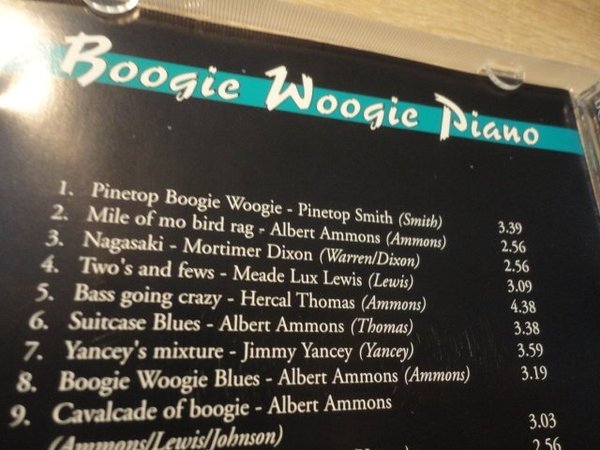 Boogie Woogie Piano
1. Pinetop Boogie Woogie - Pinetop Smith (Smith) 3.39
2. Mile of mo bird rag - Albert Ammons (Ammons) 2.56
3. Nagasaki - Mortimer Dixon (Warren/Dixon) 2.56
4. Two's and fews - Meade Lux Lewis (Lewis) 3.09
5. Bass going crazy - Hercal Thomas (Ammons) 4.38
6. Suitcase Blues - Albert Ammons (Thomas) 3.38
7. Yancey's mixture - Jimmy Yancey (Yancey) 3.59
8. Boogie Woogie Blues - Albert Ammons (Ammons) 3.19
9. Cavalcade of boogie - Albert Ammons
(Ammons/Lewis/Johnson) 3.03
2.56